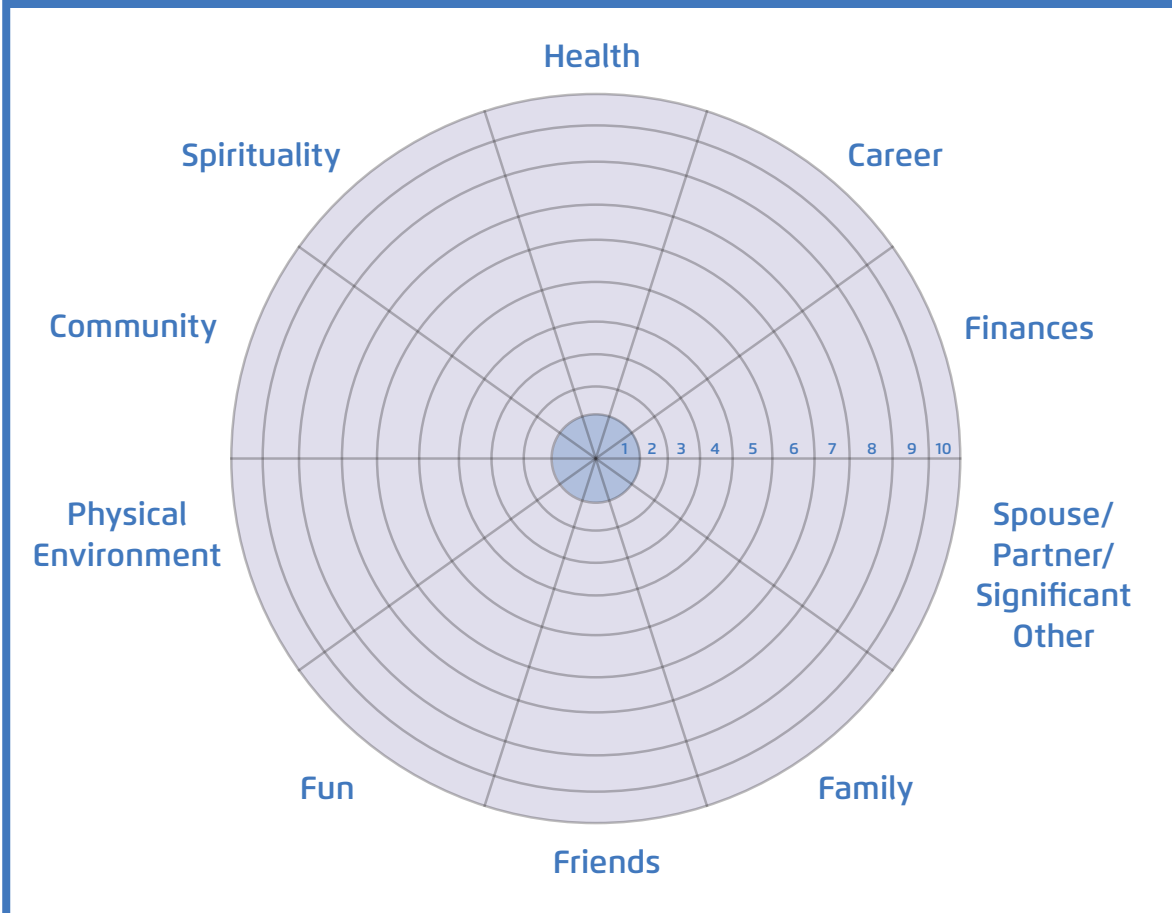 Health
Spirituality
Career
Community
Finances
1 2 3 4 5 6 7 8 9 10
Physical
Environment
Spouse/
Partner/
Significant
Other
Fun
Family
Friends